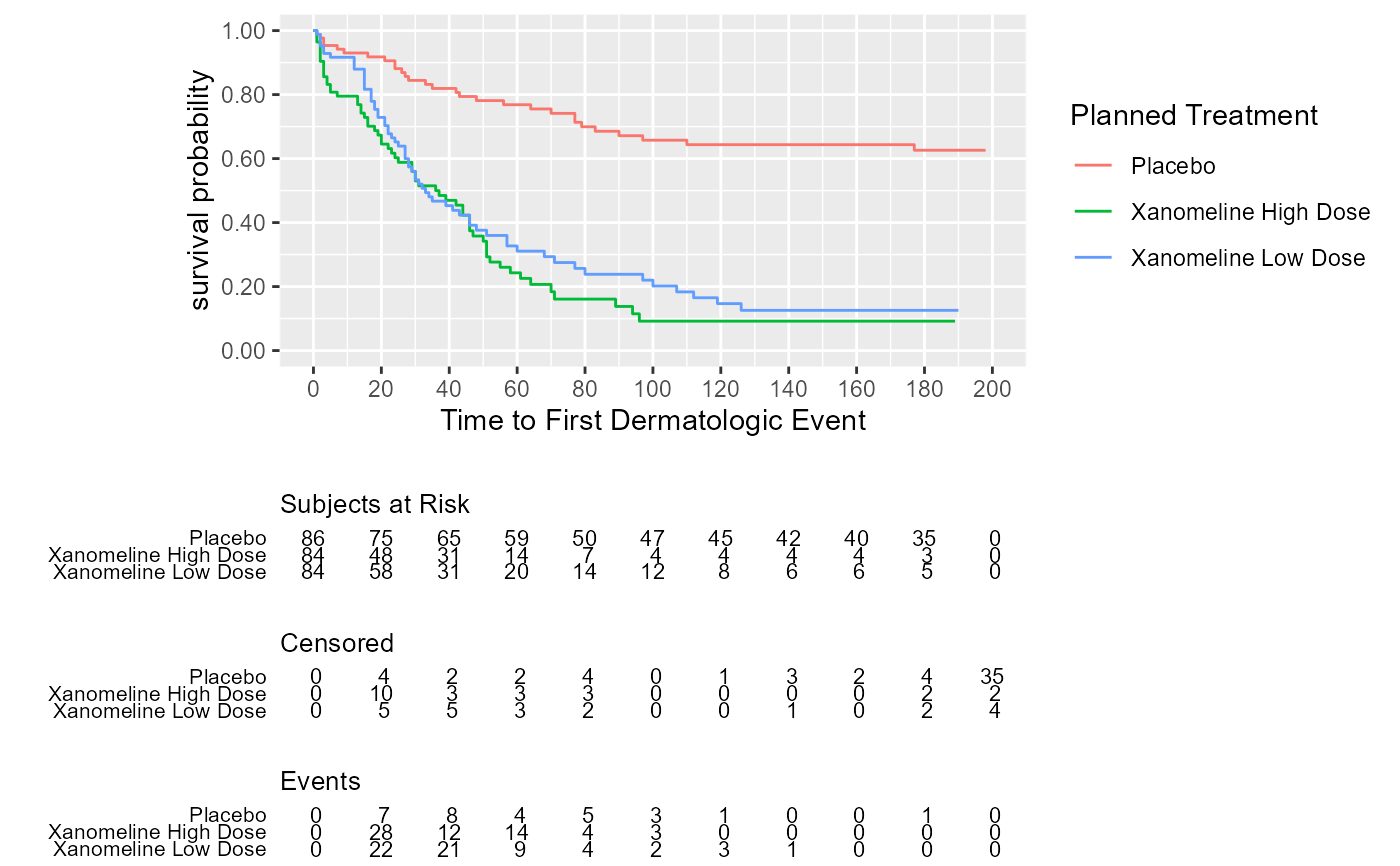 1.00
0.80
0.60
0.40
0.20
0.00
survival probability
0 20 40 60 80 100 120 140 160 180 200
Time to First Dermatologic Event
Planned Treatment
Placebo
Xanomeline High Dose
Xanomeline Low Dose
Subjects at Risk
Placebo 86 75 65 59 50 47 45 42 40 35 0
Xanomeline High Dose 84 48 31 14 7 4 4 4 4 3 0
Xanomeline Low Dose 84 58 31 20 14 12 8 6 6 5 0
Censored
Placebo 0 4 2 2 4 0 1 3 2 4 35
Xanomeline High Dose 0 10 3 3 3 0 0 0 0 2 2
Xanomeline Low Dose 0 5 5 3 2 0 0 1 0 2 4
Events
Placebo 0 7 8 4 5 3 1 0 0 1 0
Xanomeline High Dose 0 28 12 14 4 3 0 0 0 0 0
Xanomeline Low Dose 0 22 21 9 4 2 3 1 0 0 0